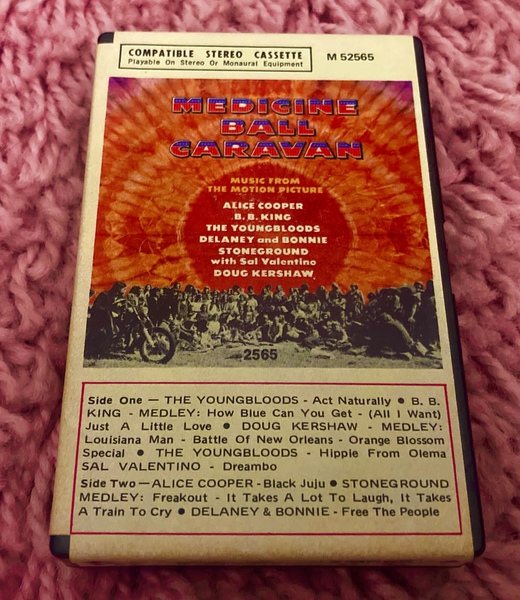 COMPATIBLE STEREO CASSETTE
Playable On Stereo Or Monaural Equipment
M 52565
MEDICINE
BALL
CARAVAN
MUSIC FROM
THE MOTION PICTURE
ALICE COOPER
B. B. KING
THE YOUNGBLOODS
DELANEY and BONNIE
STONEGROUND
with Sal Valentino
DOUG KERSHAW
2565
Side One — THE YOUNGBLOODS - Act Naturally ● B. B.
KING - MEDLEY: How Blue Can You Get - (All I Want)
Just A Little Love ● DOUG KERSHAW - MEDLEY:
Louisiana Man - Battle Of New Orleans - Orange Blossom
Special ● THE YOUNGBLOODS - Hippie From Olema
SAL VALENTINO - Dreambo
Side Two — ALICE COOPER - Black Juju ● STONEGROUND
MEDLEY: Freakout - It Takes A Lot To Laugh, It Takes
A Train To Cry ● DELANEY & BONNIE - Free The People